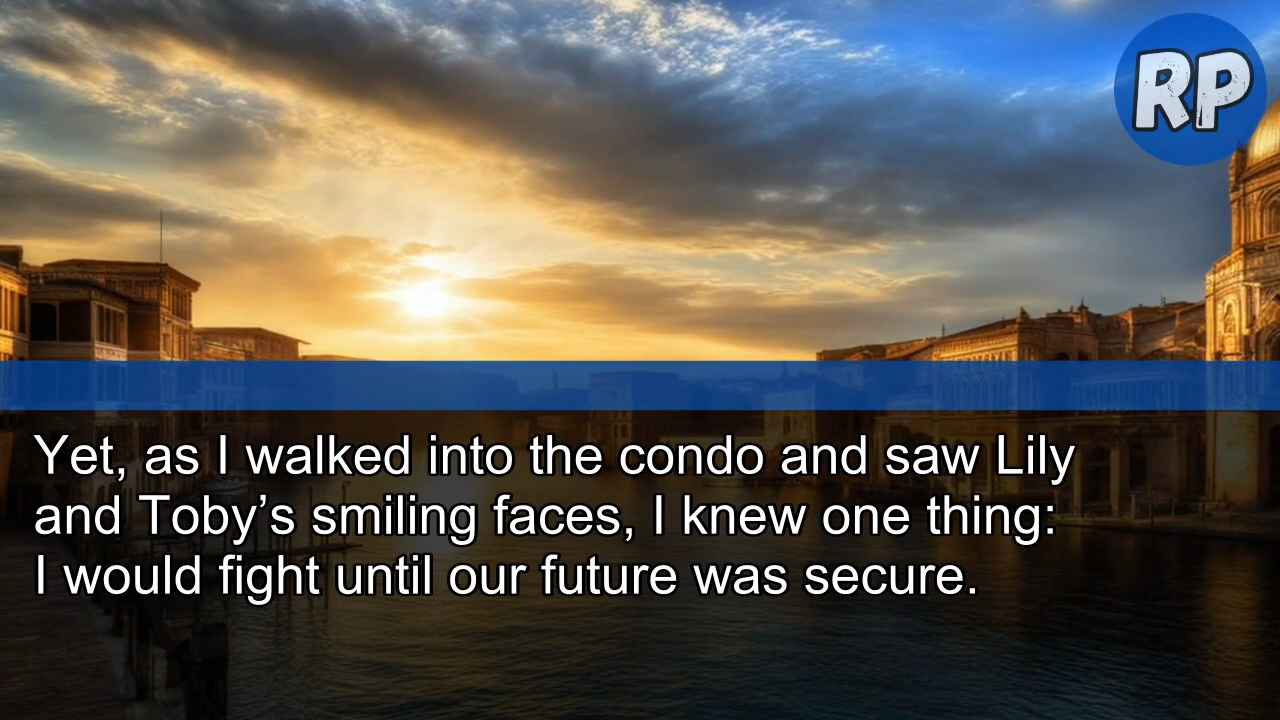 RP
Yet, as I walked into the condo and saw Lily
and Toby’s smiling faces, I knew one thing:
I would fight until our future was secure.